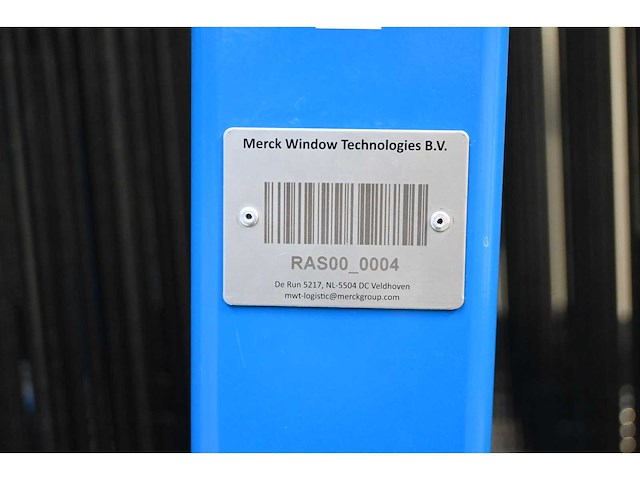 Merck Window Technologies B.V.
RAS00_0004
De Run 5217, NL-5504 DC Veldhoven
mwt-logistic@merckgroup.com